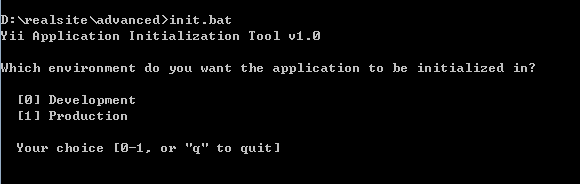 D:\realsite\advanced>init.bat
Yii Application Initialization Tool v1.0
Which environment do you want the application to be initialized in?
[0] Development
[1] Production
Your choice [0-1, or "q" to quit]